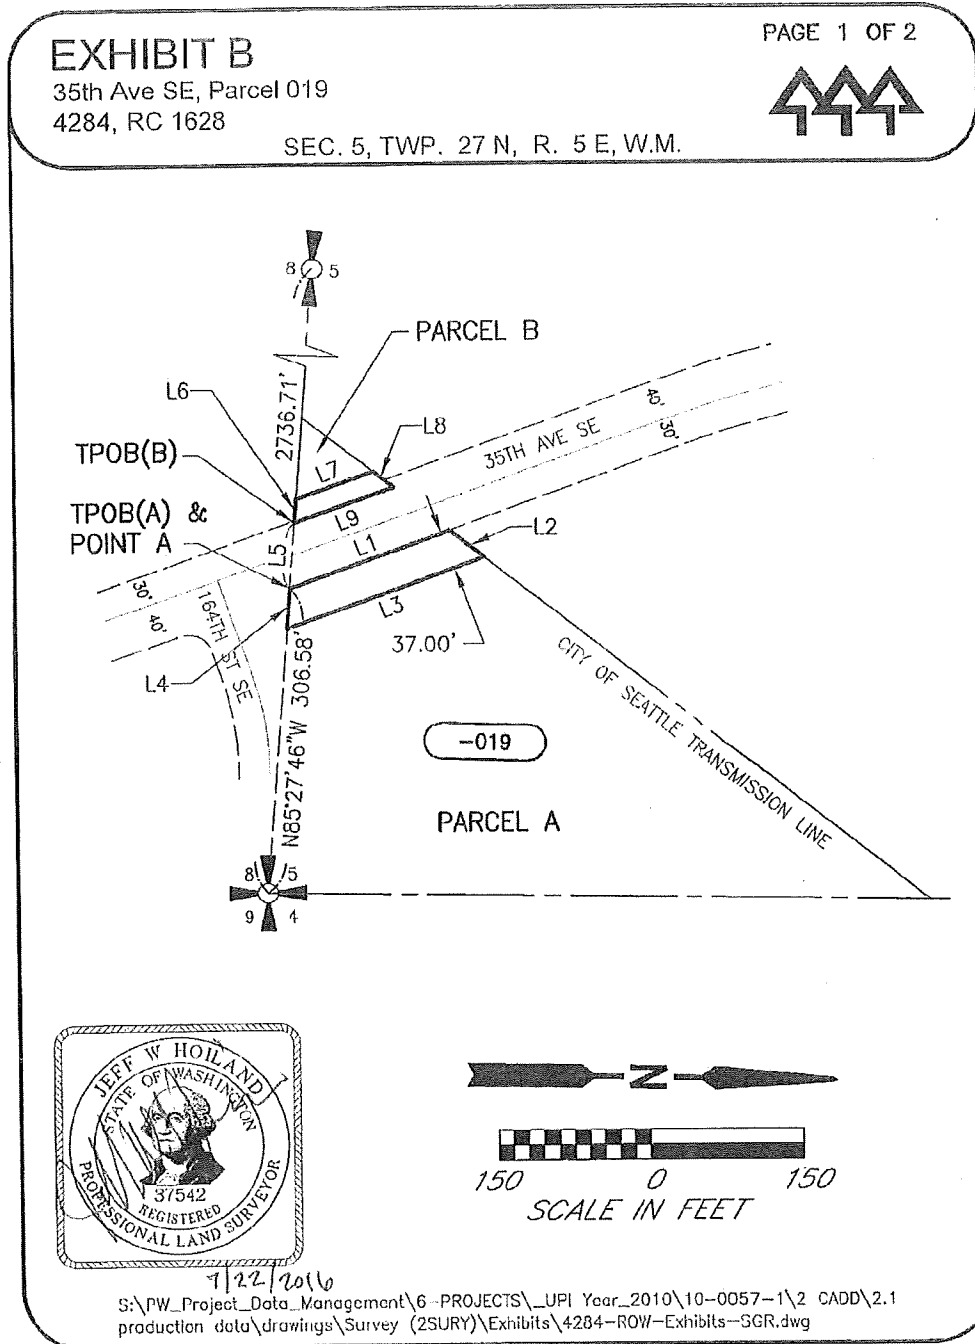 EXHIBIT B
35th Ave SE, Parcel 019
4284, RC 1628
PAGE 1 OF 2
SEC. 5, TWP. 27 N, R. 5 E, W.M.
8 5
PARCEL B
2736.71'
L6
L8
TPOB(B)
L7
35TH AVE SE
40'
30'
TPOB(A) &
POINT A
L9
L5
L1
L2
30'
40'
164TH ST SE
L3
37.00'
L4
N85°27'46"W 306.58'
CITY OF SEATTLE TRANSMISSION LINE
-019
PARCEL A
8 5
9 4
JEFF W HOILAND
STATE OF WASHINGTON
37542
REGISTERED
PROFESSIONAL LAND SURVEYOR
7/22/2016
N
150 0 150
SCALE IN FEET
S:\PW_Project_Data_Management\6-PROJECTS\_UPI Year_2010\10-0057-1\2 CADD\2.1
production data\drawings\Survey (2SURY)\Exhibits\4284-ROW-Exhibits-SGR.dwg